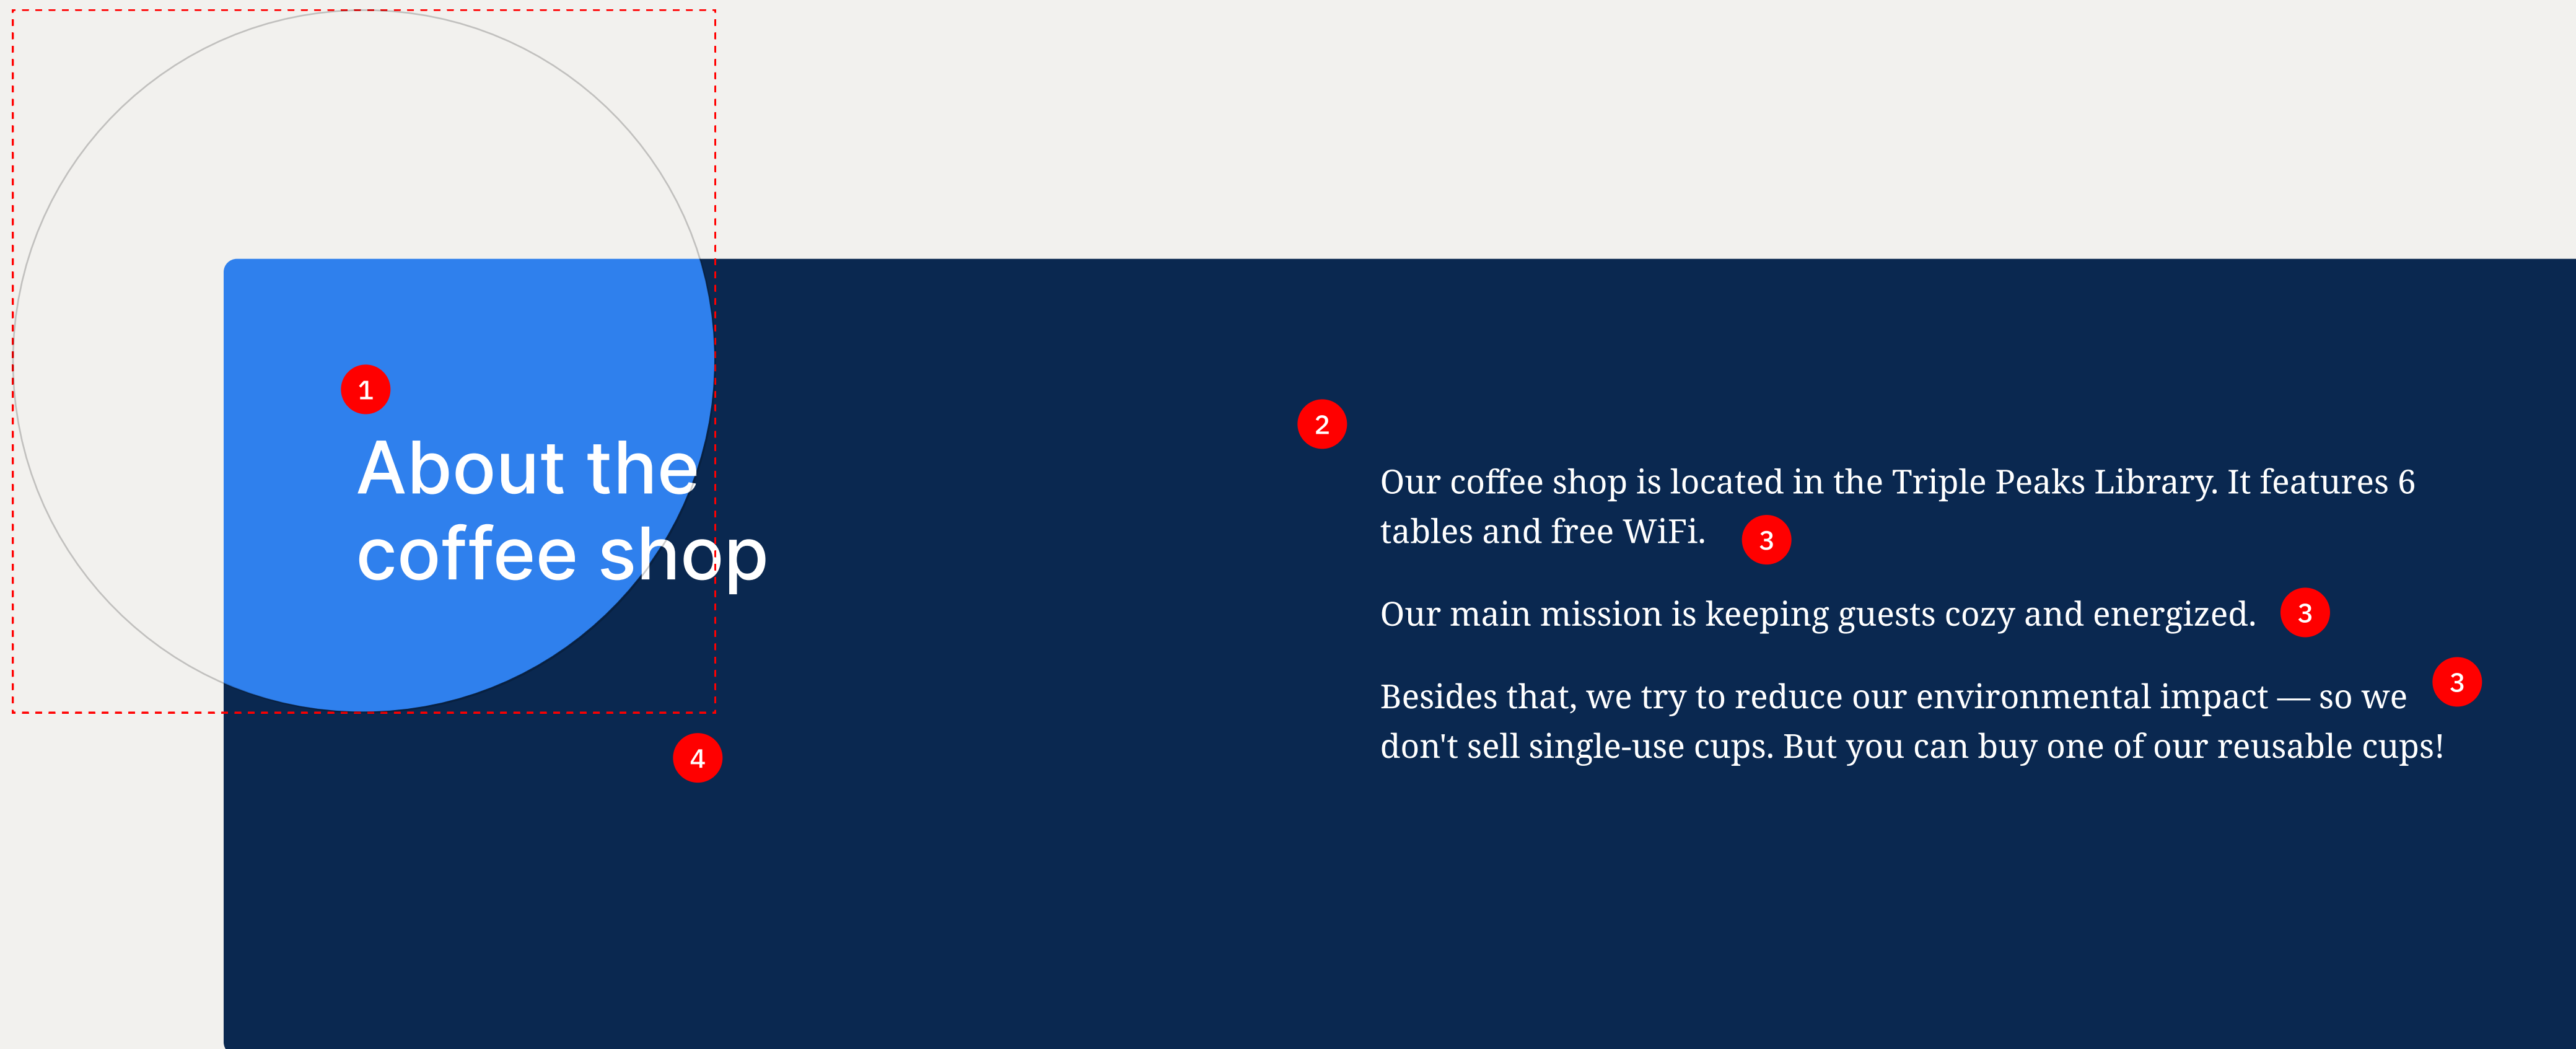 1
About the
coffee shop
2
Our coffee shop is located in the Triple Peaks Library. It features 6
tables and free WiFi. 3
Our main mission is keeping guests cozy and energized. 3
Besides that, we try to reduce our environmental impact — so we 3
don't sell single-use cups. But you can buy one of our reusable cups!
4